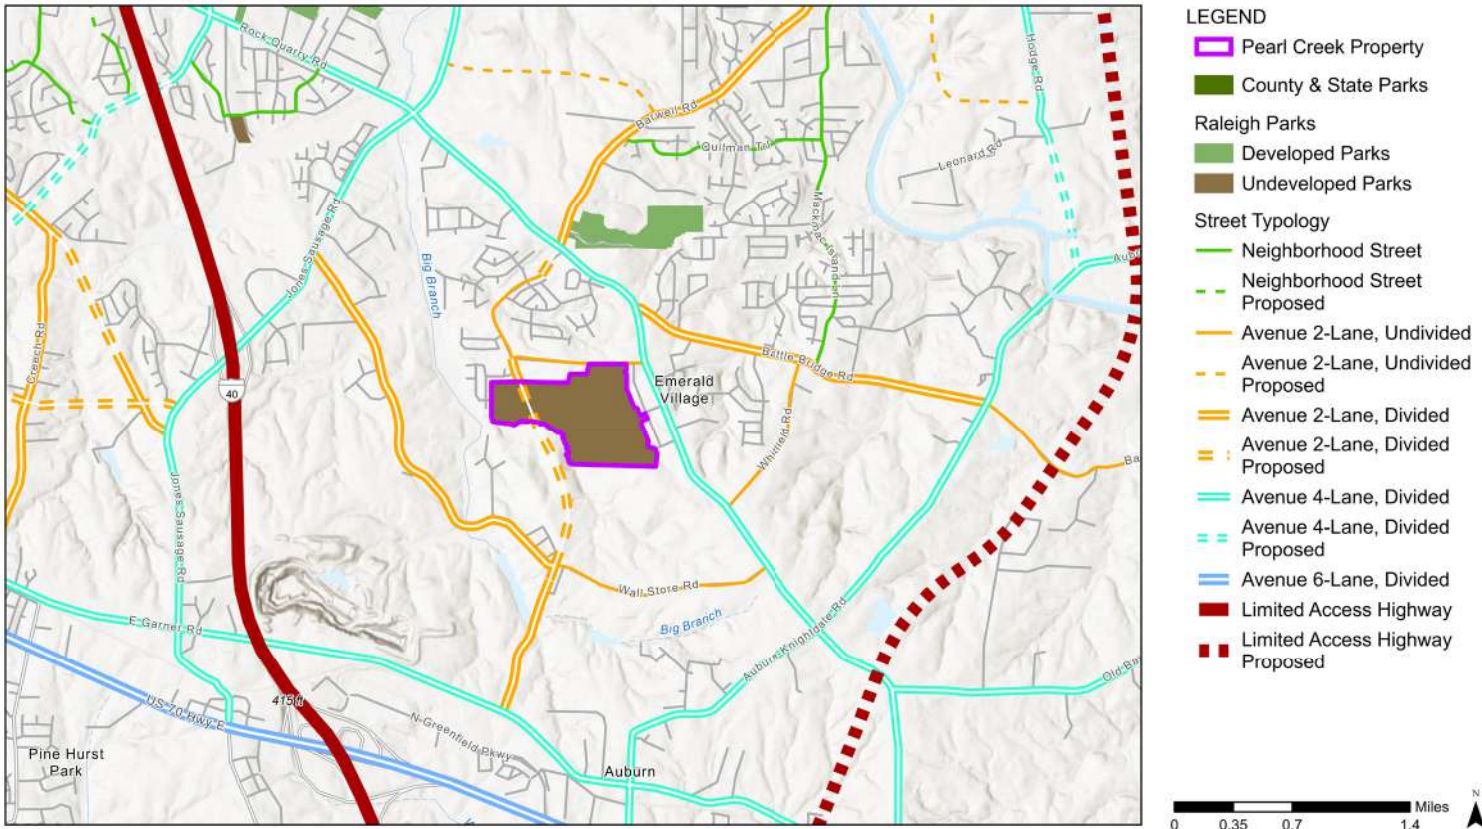 Rock Quarry Rd
Hodge Rd
Barwell Rd
Quilman Trl
Leonard Rd
Mackinac Island Ln
Jones Sausage Rd
Big Branch
Creech Rd
40
Battle Bridge Rd
Emerald
Village
Whitfield Rd
Jones Sausage Rd
Wall Store Rd
Big Branch
E Garner Rd
Auburn Knightdale Rd
415 ft
US 70 Hwy E
N Greenfield Pkwy
Pine Hurst
Park
Auburn
LEGEND
Pearl Creek Property
County & State Parks
Raleigh Parks
Developed Parks
Undeveloped Parks
Street Typology
Neighborhood Street
Neighborhood Street
Proposed
Avenue 2-Lane, Undivided
Avenue 2-Lane, Undivided
Proposed
Avenue 2-Lane, Divided
Avenue 2-Lane, Divided
Proposed
Avenue 4-Lane, Divided
Avenue 4-Lane, Divided
Proposed
Avenue 6-Lane, Divided
Limited Access Highway
Limited Access Highway
Proposed
Miles
0 0.35 0.7 1.4
N